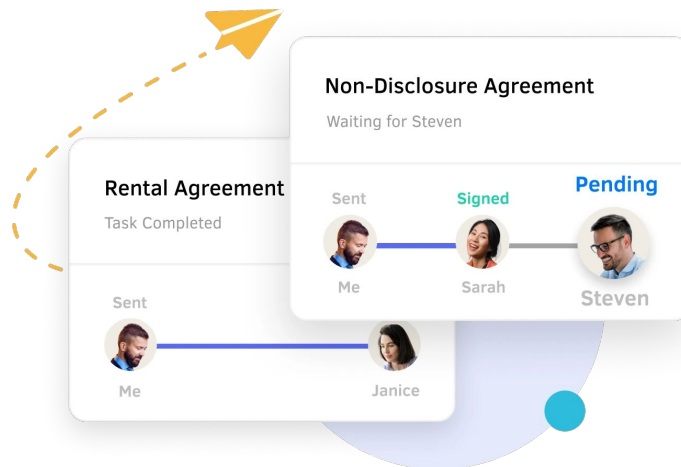 Non-Disclosure Agreement
Waiting for Steven
Sent
Signed
Pending
Me
Sarah
Steven
Rental Agreement
Task Completed
Sent
Me
Janice